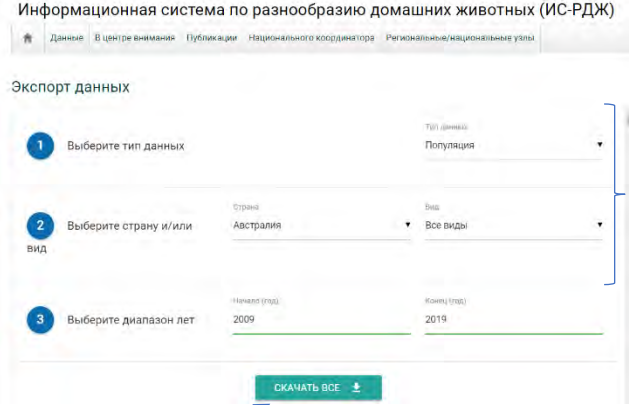 Информационная система по разнообразию домашних животных (ИС-РДЖ)
Данные В центре внимания Публикации Национального координатора Региональные/национальные узлы
Экспорт данных
Тип данных
1 Выберите тип данных Популяция
Страна Вид
2 Выберите страну и/или Австралия Все виды
вид
Начало (год) Конец (год)
3 Выберите диапазон лет 2009 2019
СКАЧАТЬ ВСЕ